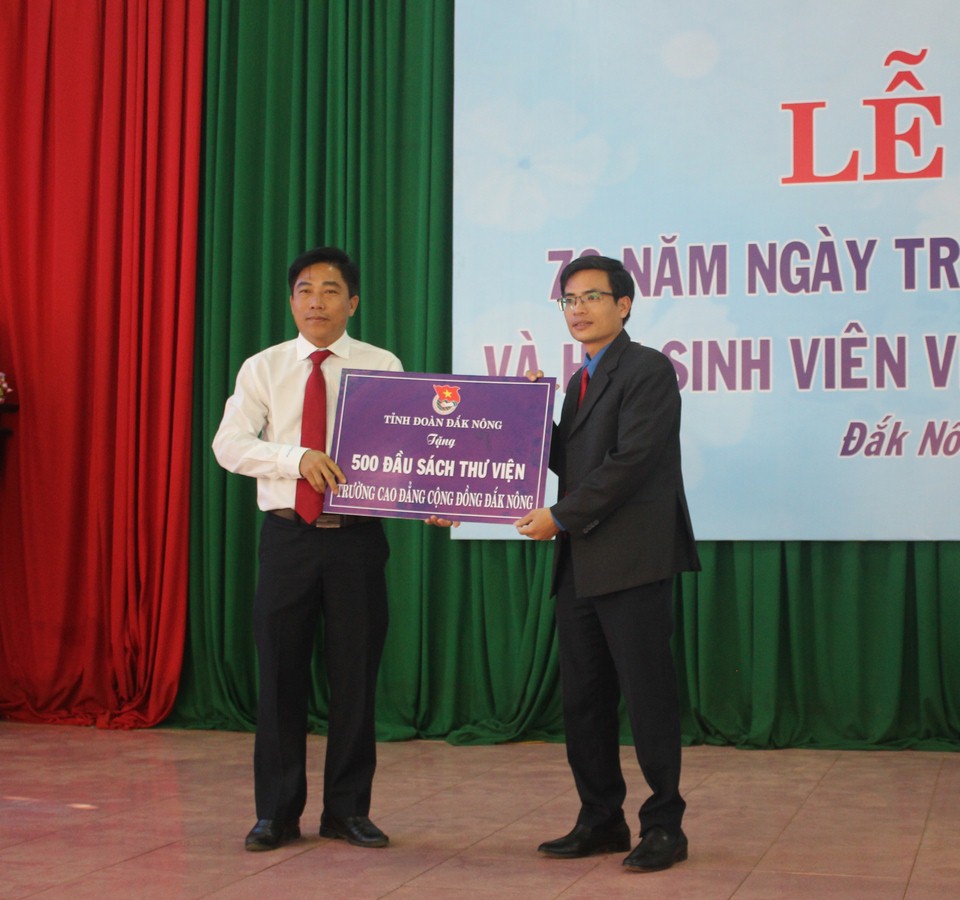 LỄ
NĂM NGÀY TR
VÀ SINH VIÊN V
Đắk Nô
TỈNH ĐOÀN ĐẮK NÔNG
Tặng
500 ĐẦU SÁCH THƯ VIỆN
TRƯỜNG CAO ĐẲNG CỘNG ĐỒNG ĐẮK NÔNG